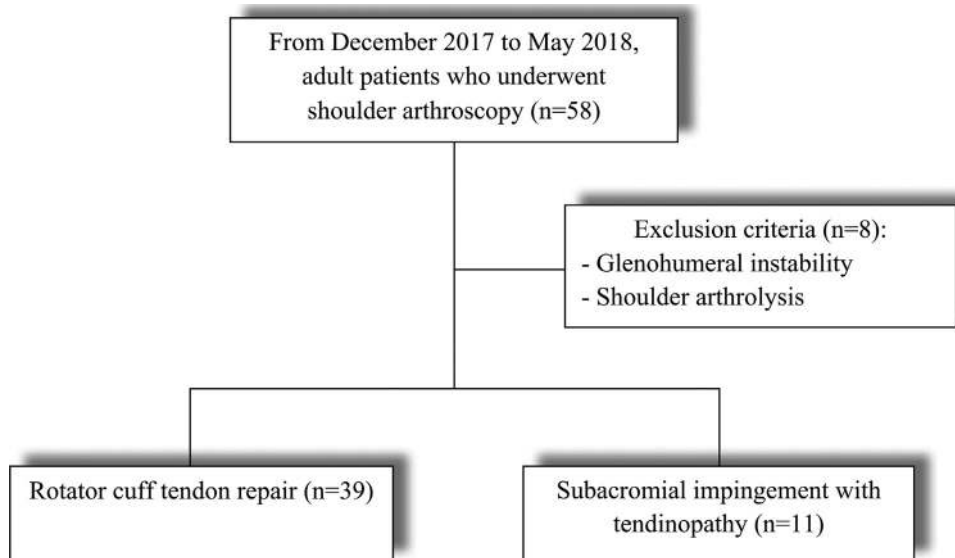 From December 2017 to May 2018,
adult patients who underwent
shoulder arthroscopy (n=58)
Exclusion criteria (n=8):
- Glenohumeral instability
- Shoulder arthrolysis
Rotator cuff tendon repair (n=39)
Subacromial impingement with
tendinopathy (n=11)